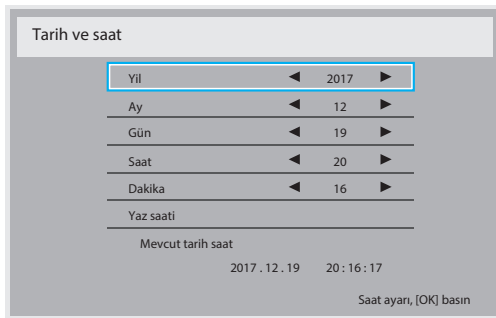 Tarih ve saat
Yil ◀ 2017 ▶
Ay ◀ 12 ▶
Gün ◀ 19 ▶
Saat ◀ 20 ▶
Dakika ◀ 16 ▶
Yaz saati
Mevcut tarih saat
2017 . 12 . 19 20 : 16 : 17
Saat ayarı, [OK] basın